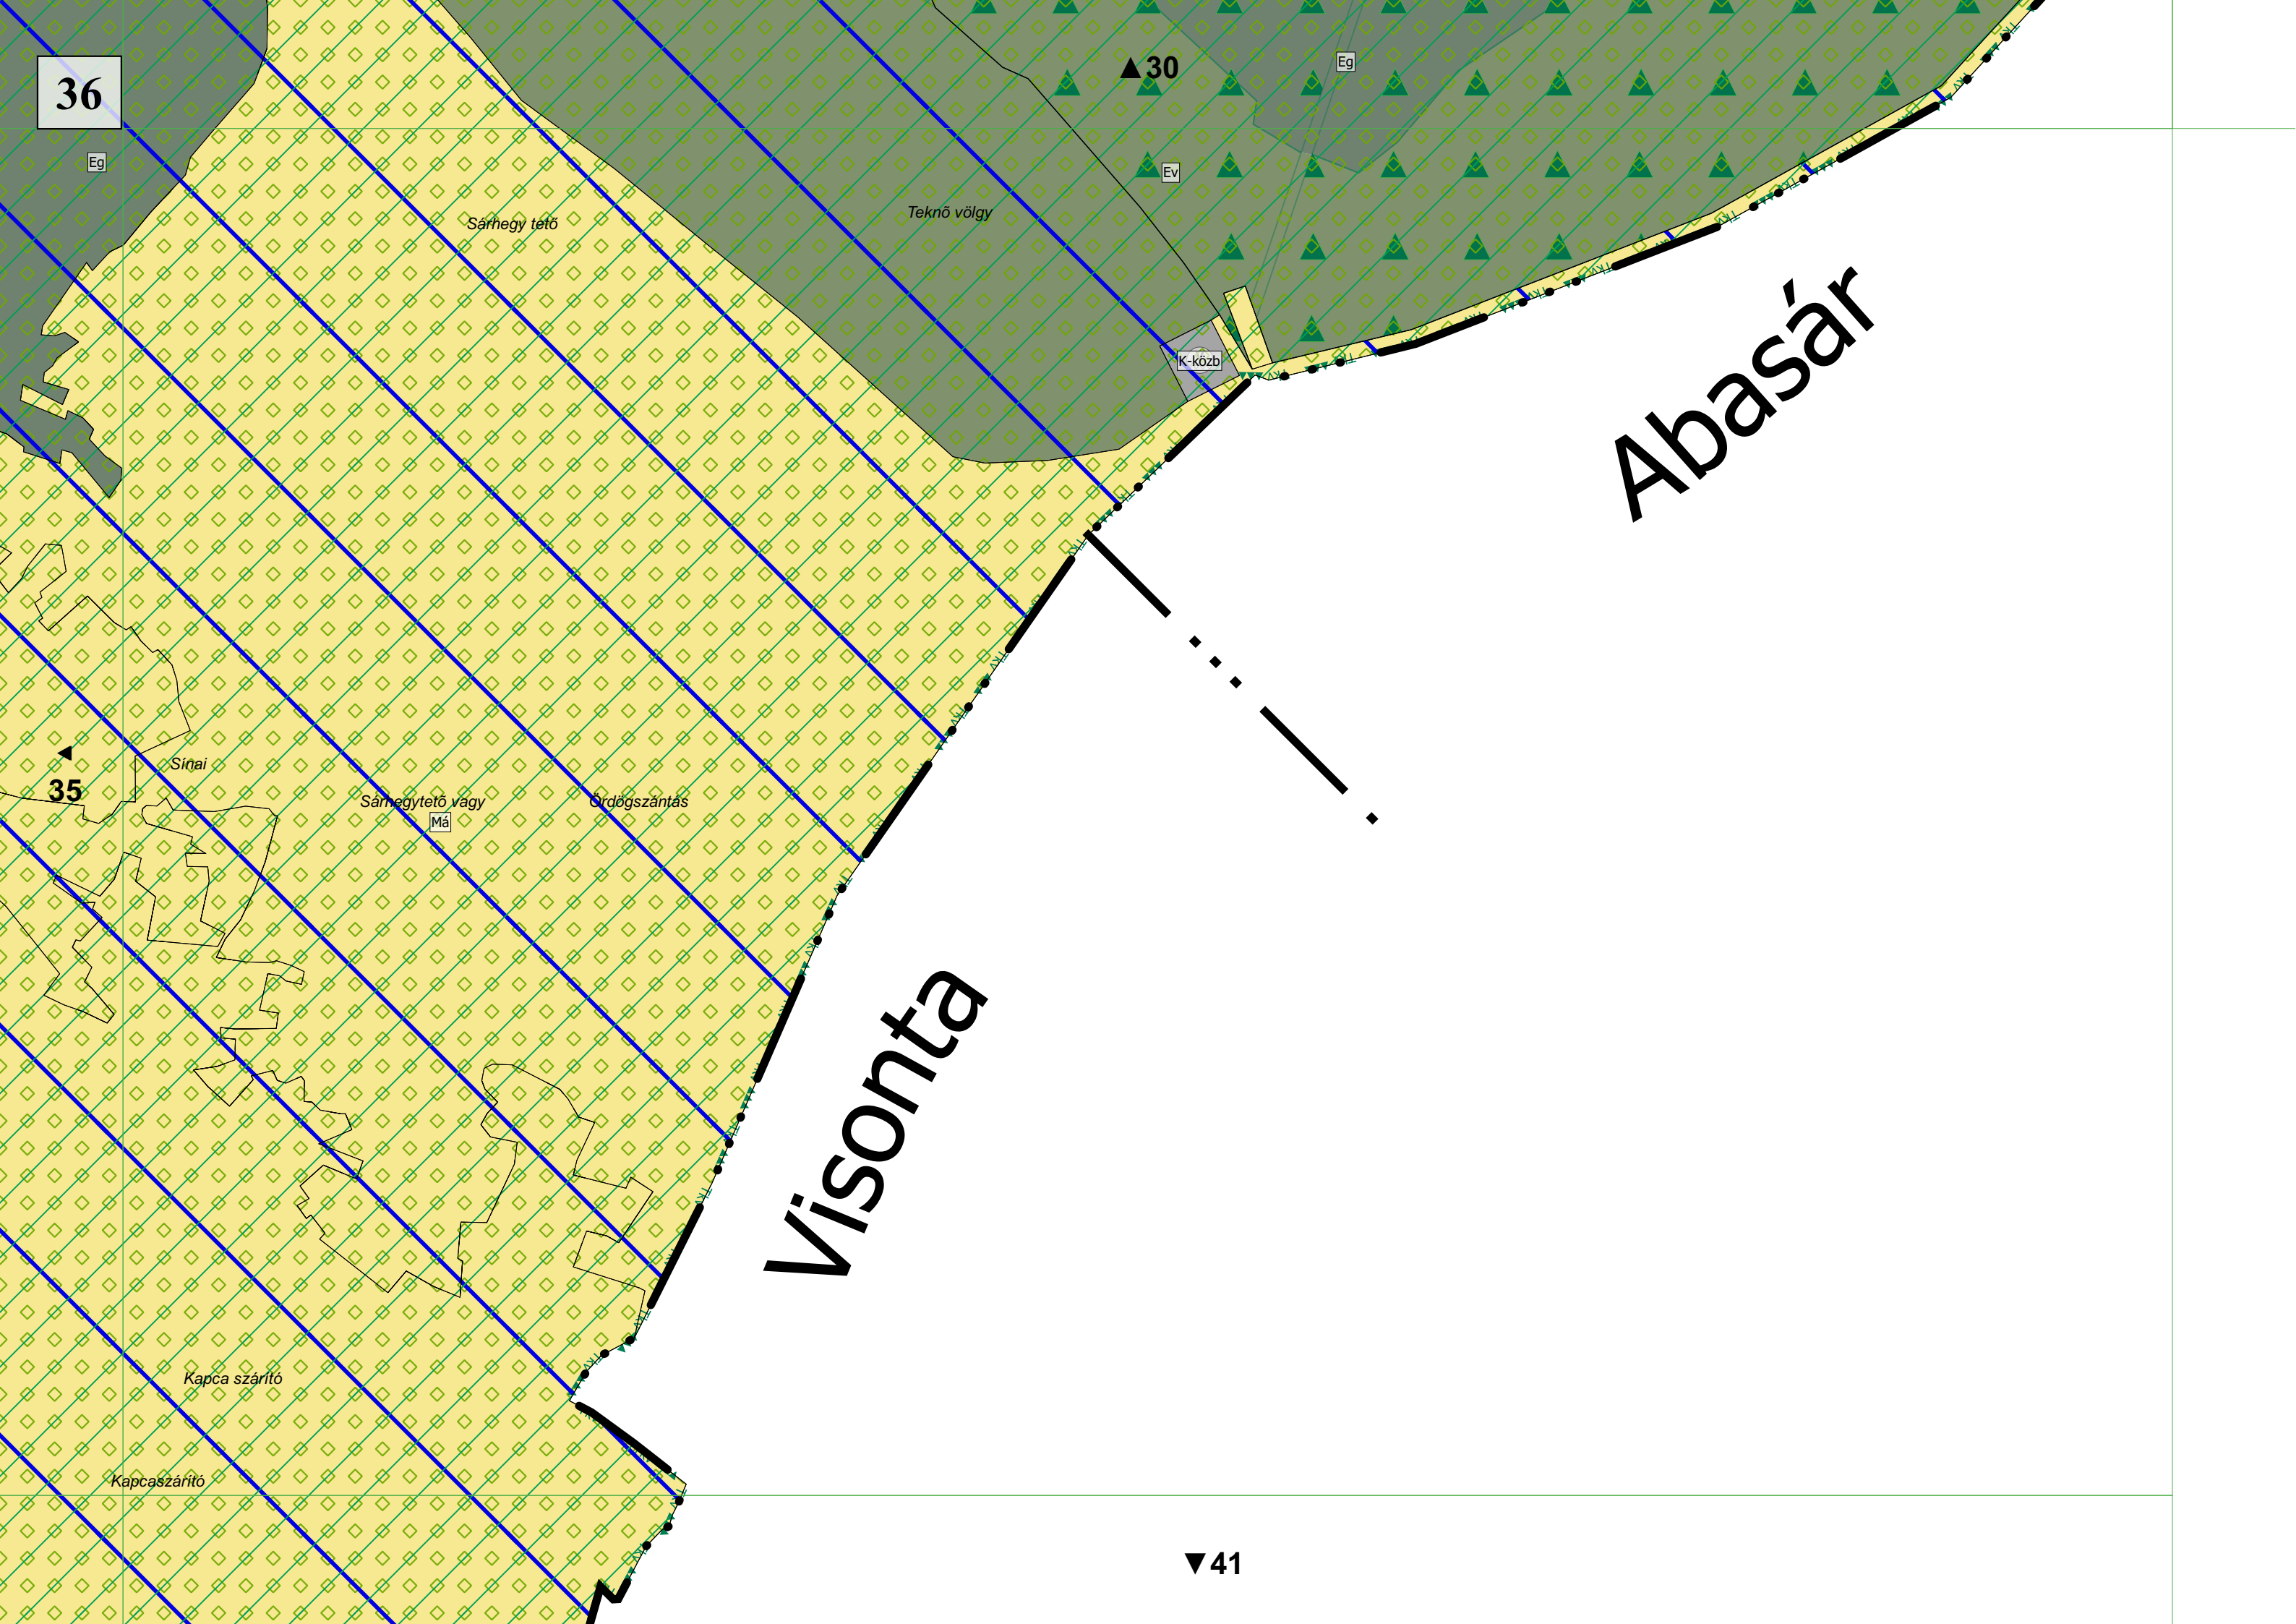 36
▲30
Eg
Eg
Ev
Sárhegy tető
Teknő völgy
K-közb
Abasár
◄
35
Sínai
Sárhegytető vagy
Ördögszántás
Má
Visonta
Kapca szárító
Kapcaszárító
▼41